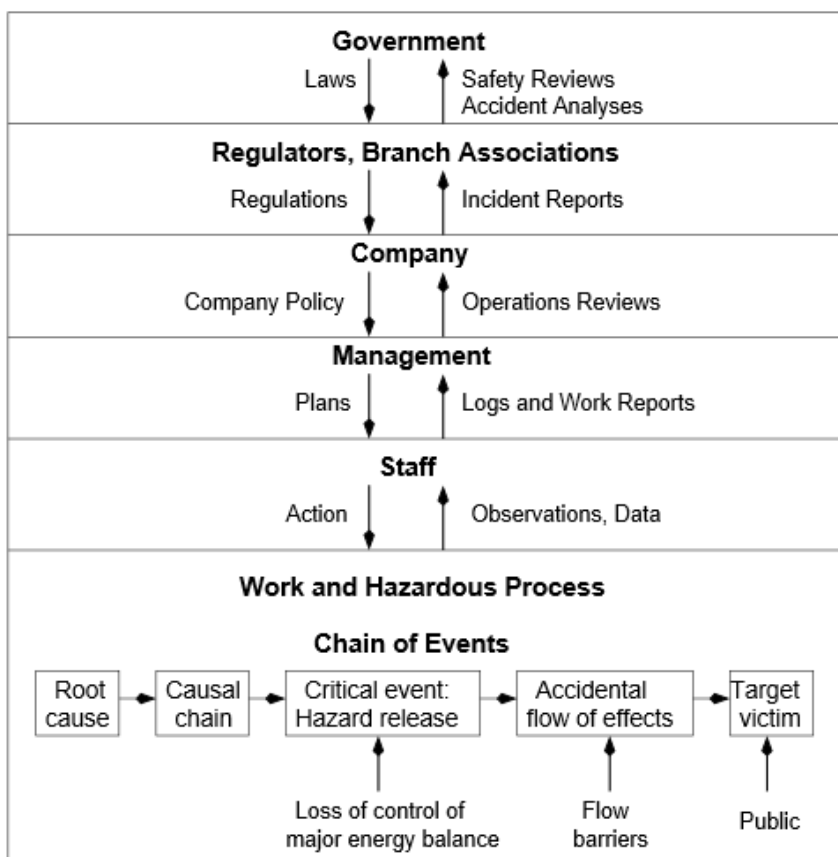 Government
Laws
Safety Reviews
Accident Analyses
Regulators, Branch Associations
Regulations
Incident Reports
Company
Company Policy
Operations Reviews
Management
Plans
Logs and Work Reports
Staff
Action
Observations, Data
Work and Hazardous Process
Chain of Events
Root
cause
Causal
chain
Critical event:
Hazard release
Accidental
flow of effects
Target
victim
Loss of control of
major energy balance
Flow
barriers
Public